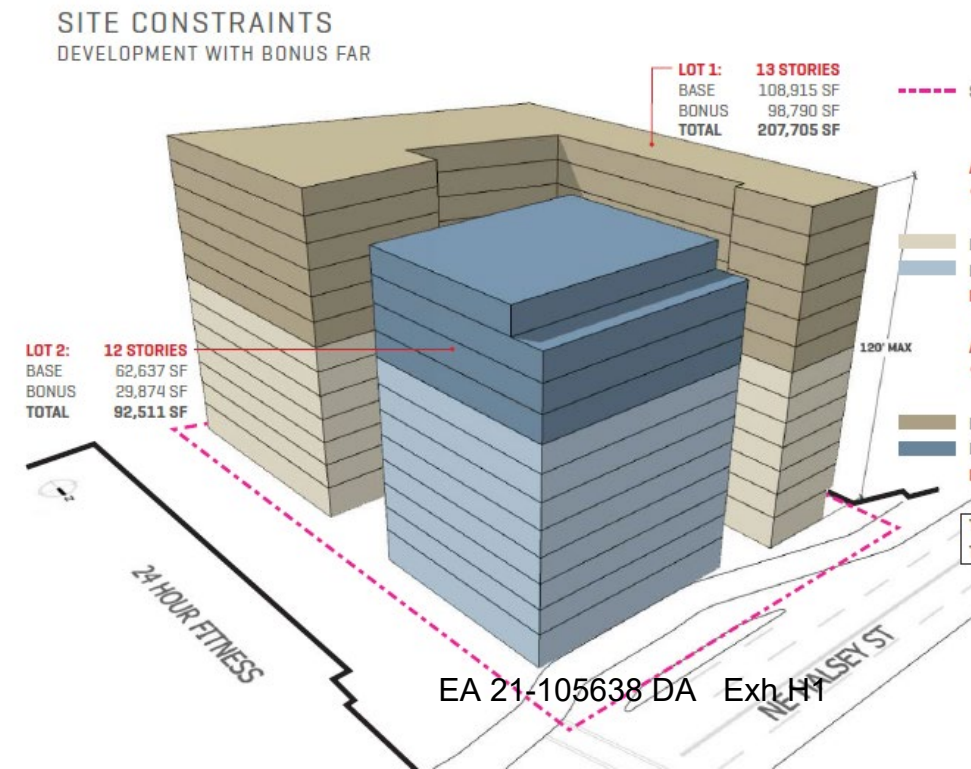 SITE CONSTRAINTS
DEVELOPMENT WITH BONUS FAR
LOT 1: 13 STORIES
BASE 108,915 SF
BONUS 98,790 SF
TOTAL 207,705 SF
120' MAX
LOT 2: 12 STORIES
BASE 62,637 SF
BONUS 29,874 SF
TOTAL 92,511 SF
Z
24 HOUR FITNESS
NE HALSEY ST
EA 21-105638 DA Exh H1